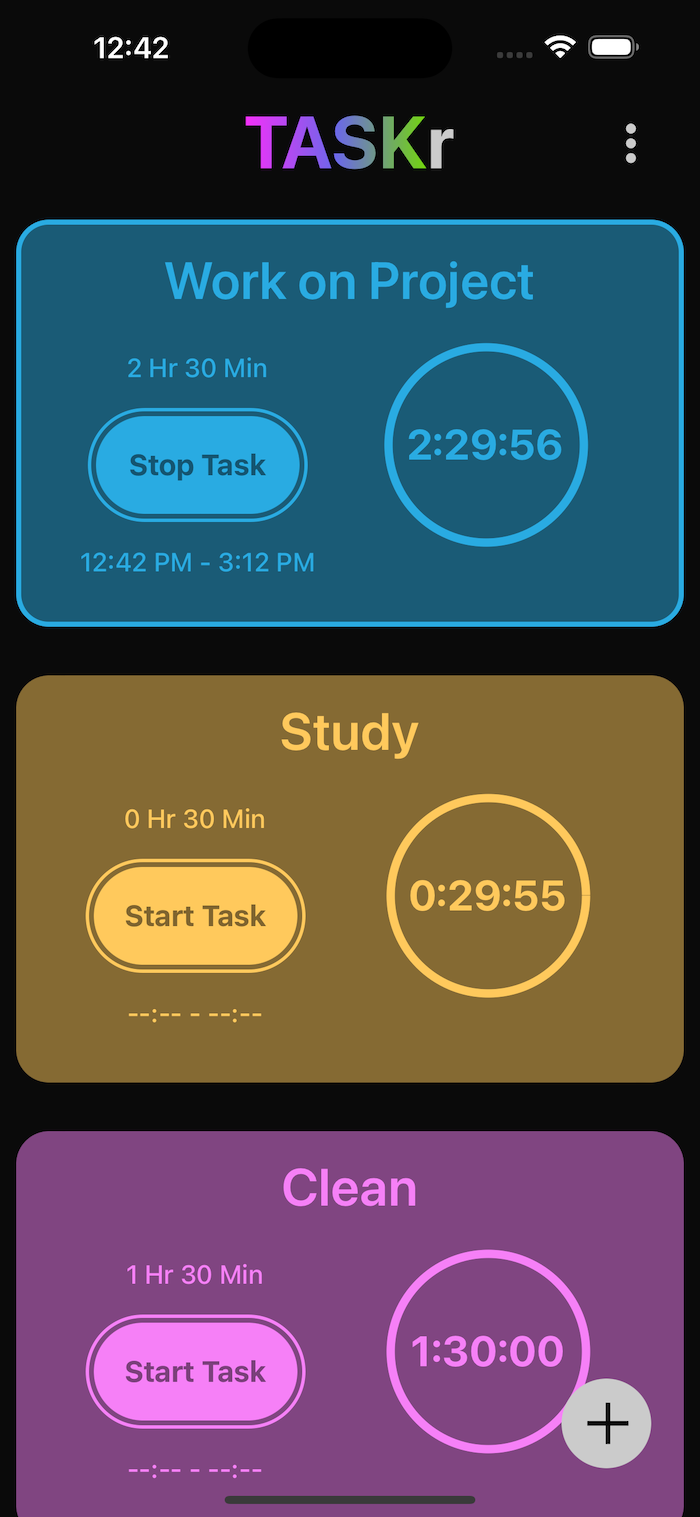 12:42
TASKr
Work on Project
2 Hr 30 Min
Stop Task
2:29:56
12:42 PM - 3:12 PM
Study
0 Hr 30 Min
Start Task
0:29:55
--:-- - --:--
Clean
1 Hr 30 Min
Start Task
1:30:00
--:-- - --:--